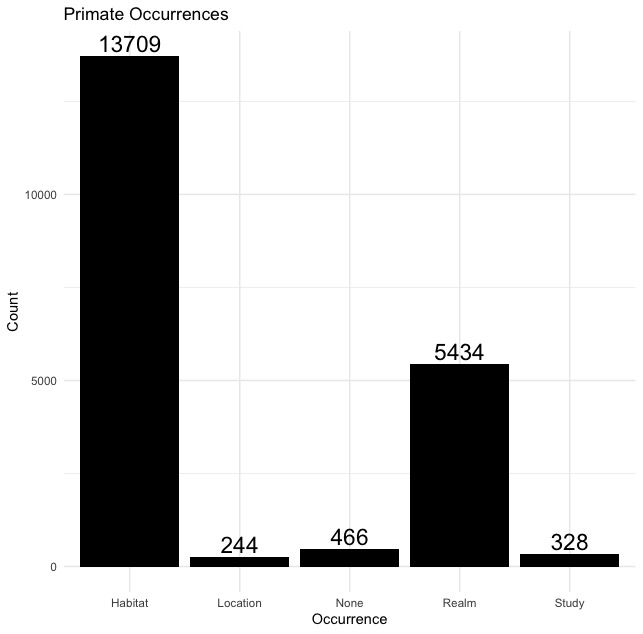 Primate Occurrences
13709
10000
Count
5434
5000
466
328
244
0
Habitat Location None Realm Study
Occurrence